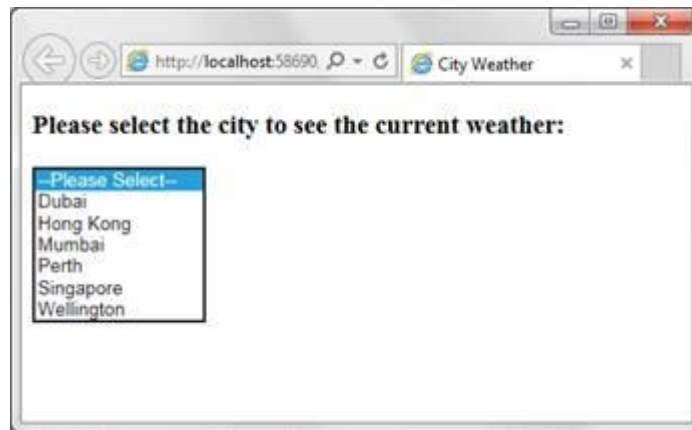 http://localhost:58690
City Weather
Please select the city to see the current weather:
--Please Select--
Dubai
Hong Kong
Mumbai
Perth
Singapore
Wellington